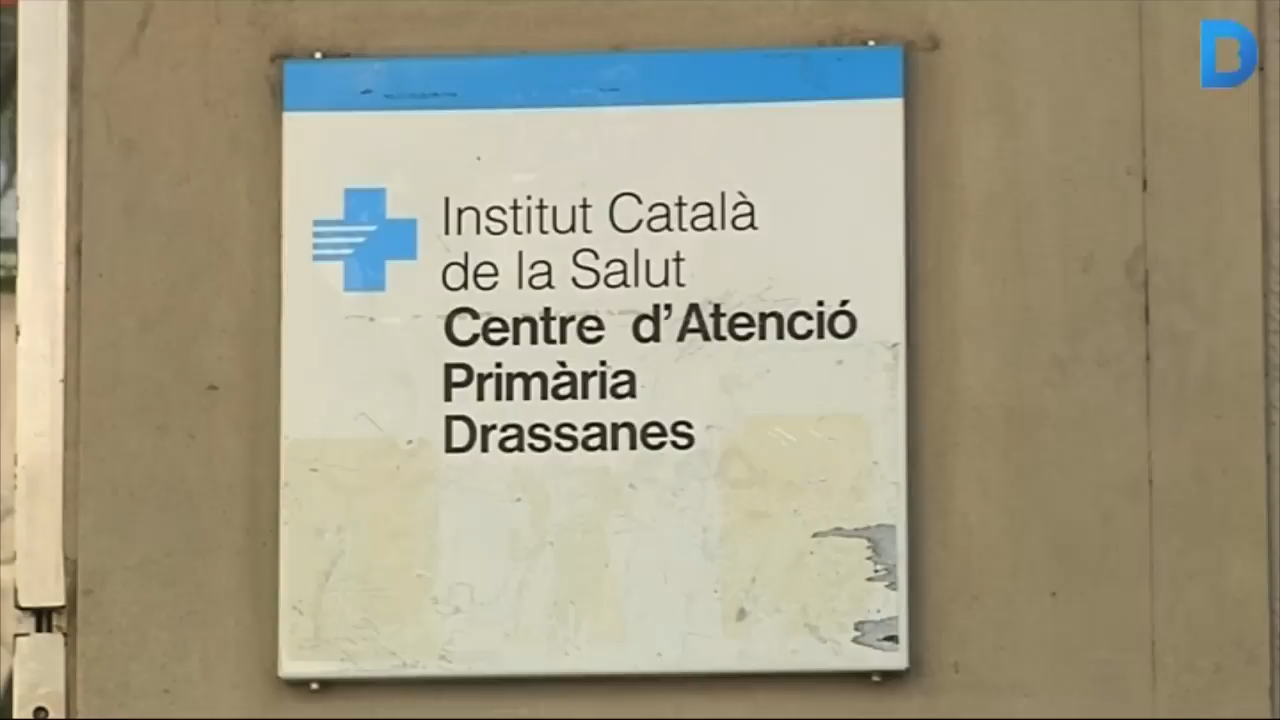 Institut Català
de la Salut
Centre d'Atenció
Primària
Drassanes
B